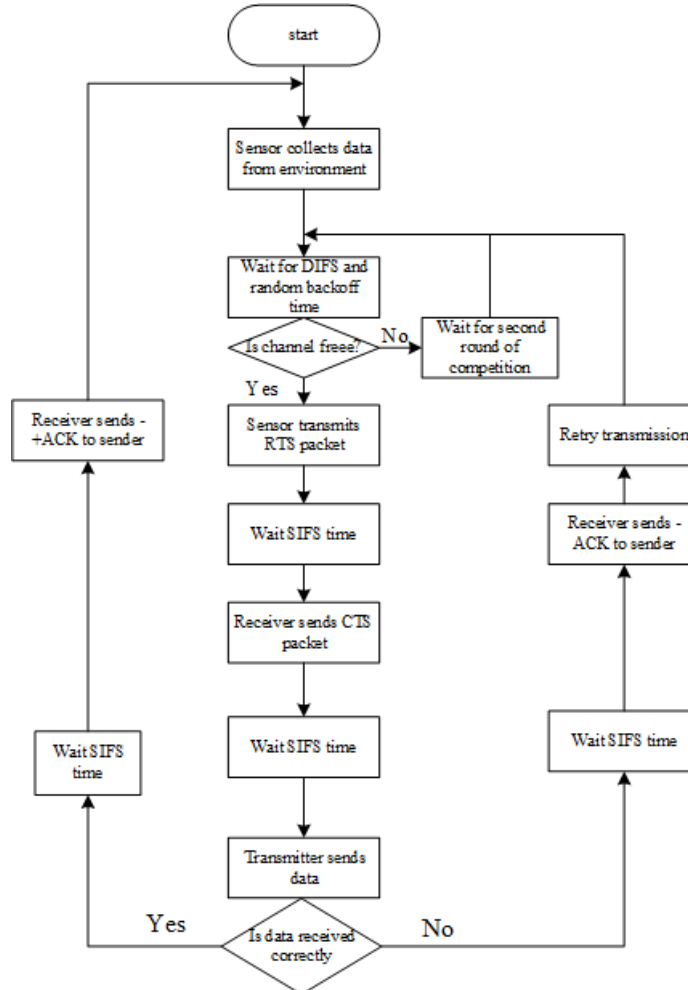 start
Sensor collects data
from environment
Wait for DIFS and
random backoff
time
Is channel freee?
No
Wait for second
round of
competition
Yes
Sensor transmits
RTS packet
Receiver sends -
+ACK to sender
Retry transmission
Wait SIFS time
Receiver sends -
ACK to sender
Receiver sends CTS
packet
Wait SIFS time
Wait SIFS
time
Wait SIFS time
Transmitter sends
data
Yes
Is data received
correctly
No